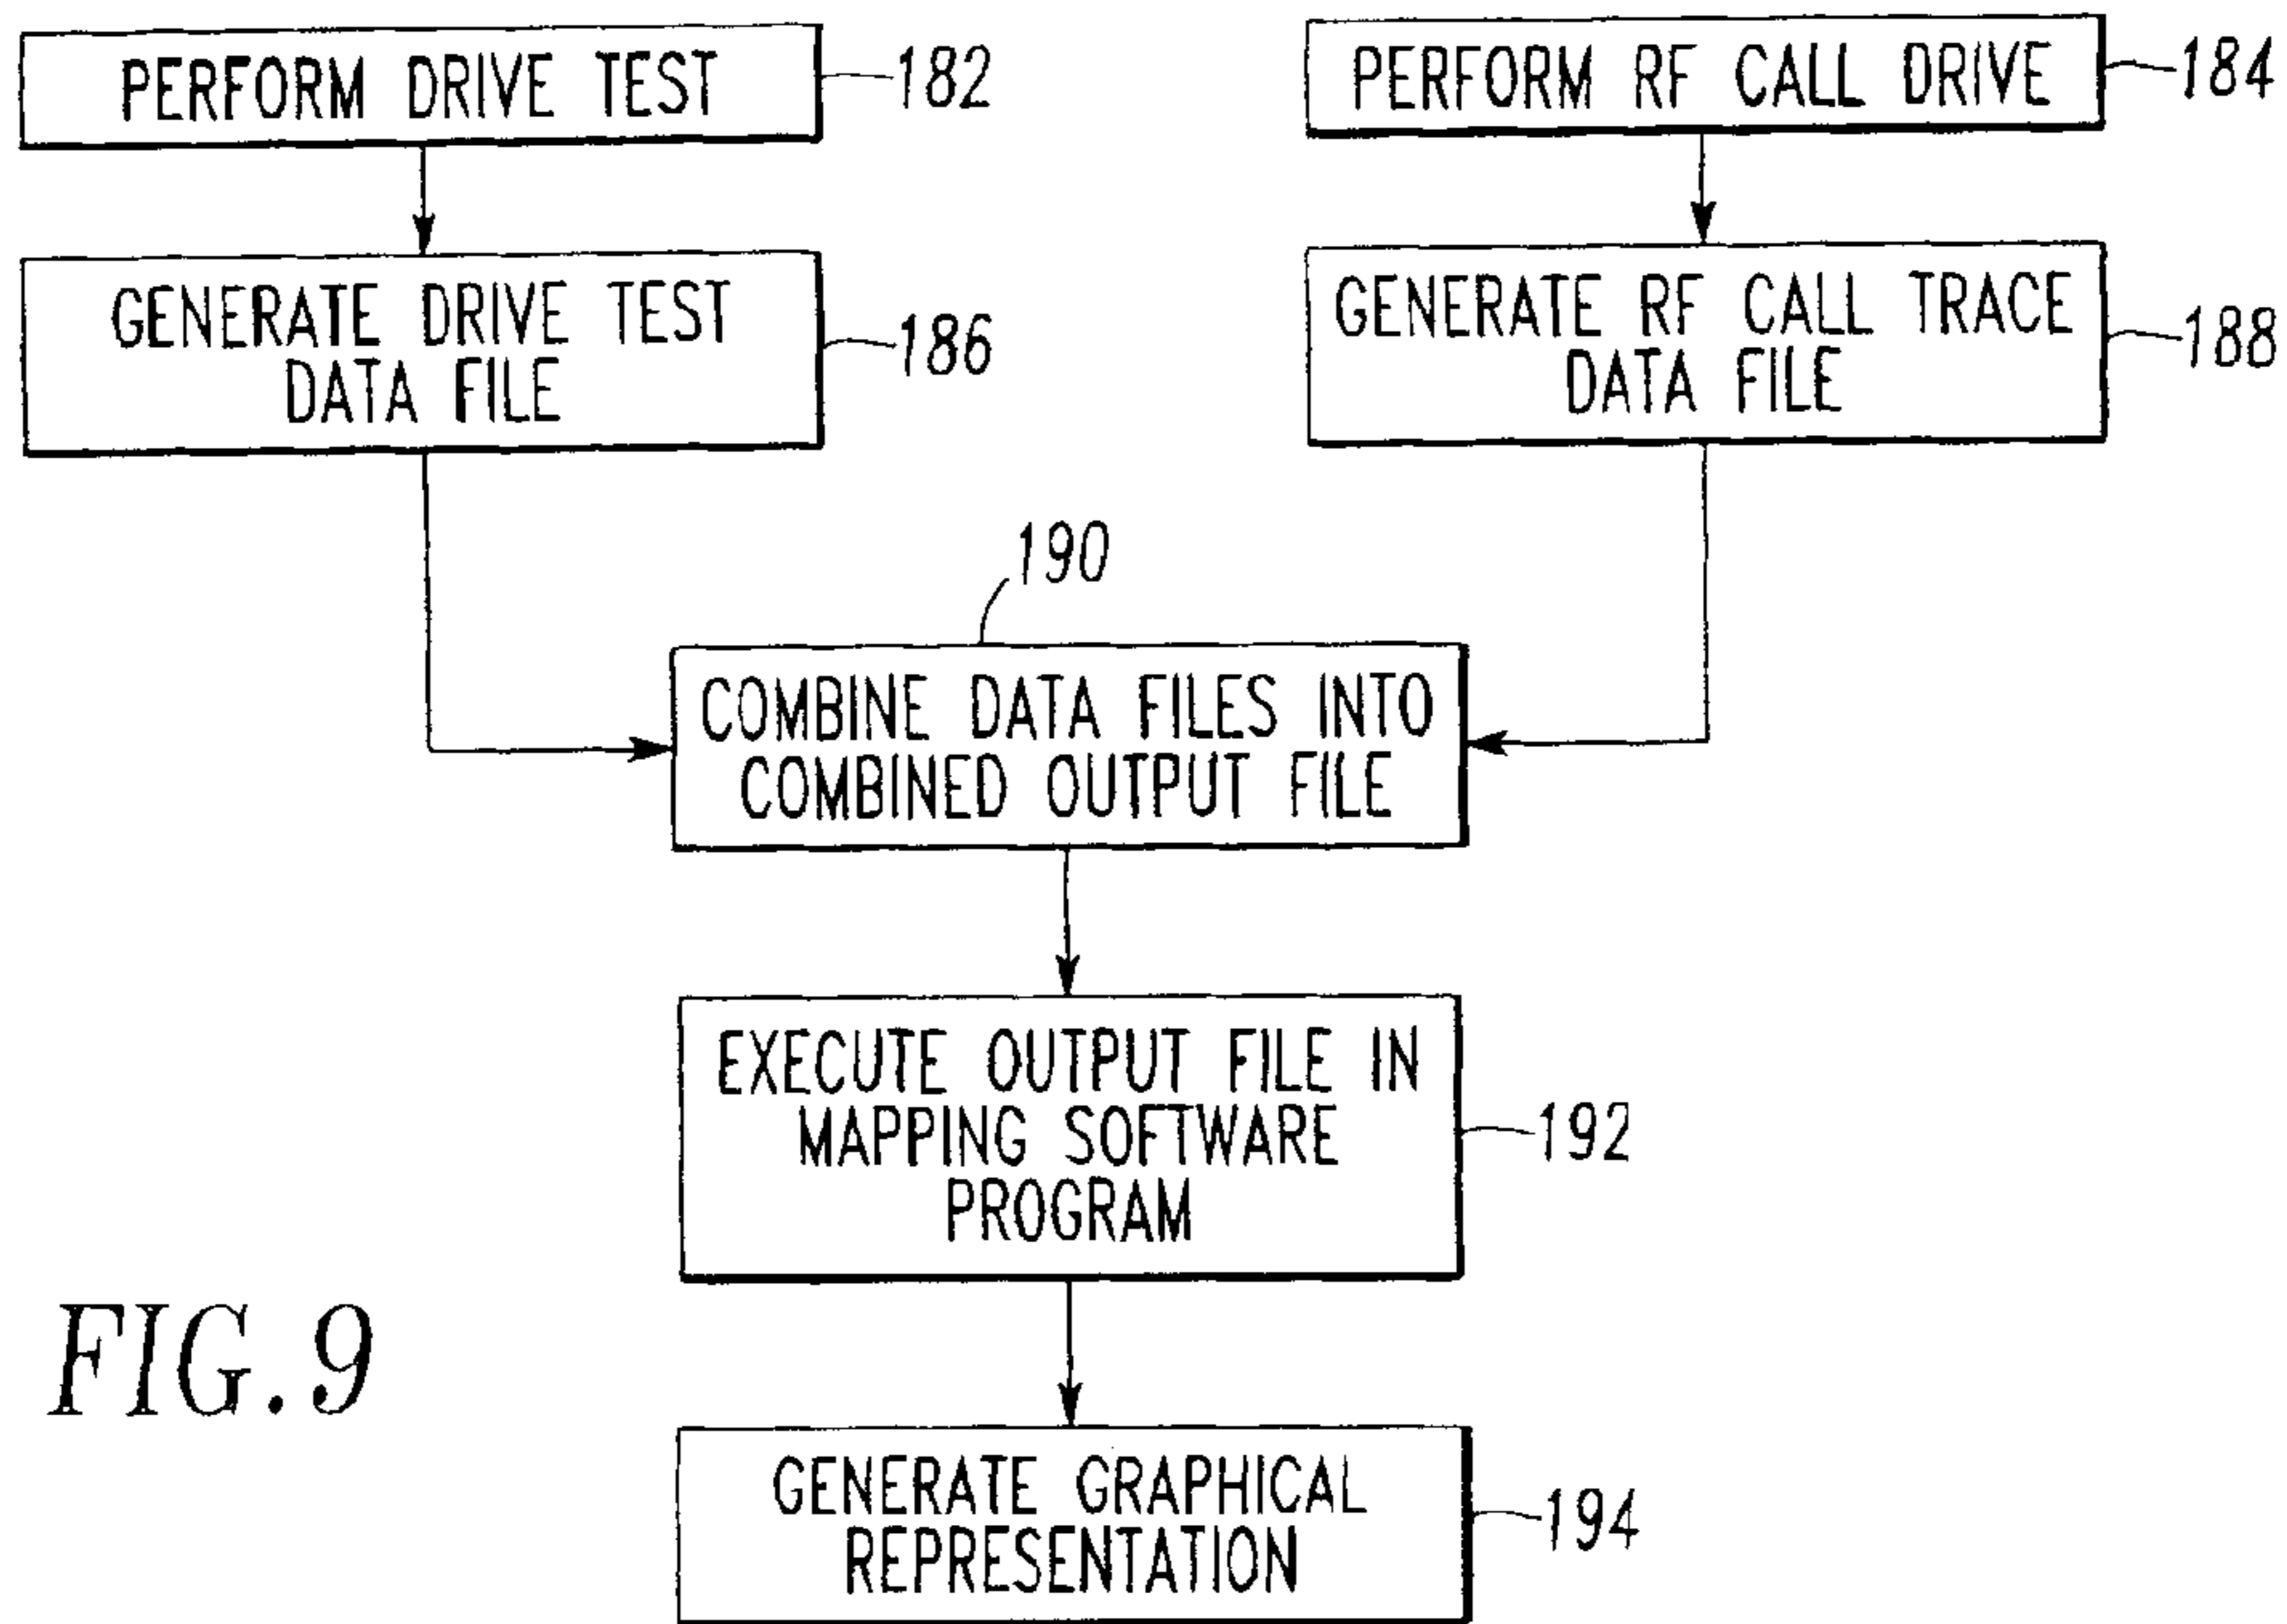 PERFORM DRIVE TEST
182
PERFORM RF CALL DRIVE
184
GENERATE DRIVE TEST
DATA FILE
186
GENERATE RF CALL TRACE
DATA FILE
188
190
COMBINE DATA FILES INTO
COMBINED OUTPUT FILE
EXECUTE OUTPUT FILE IN
MAPPING SOFTWARE
PROGRAM
192
GENERATE GRAPHICAL
REPRESENTATION
194
FIG. 9